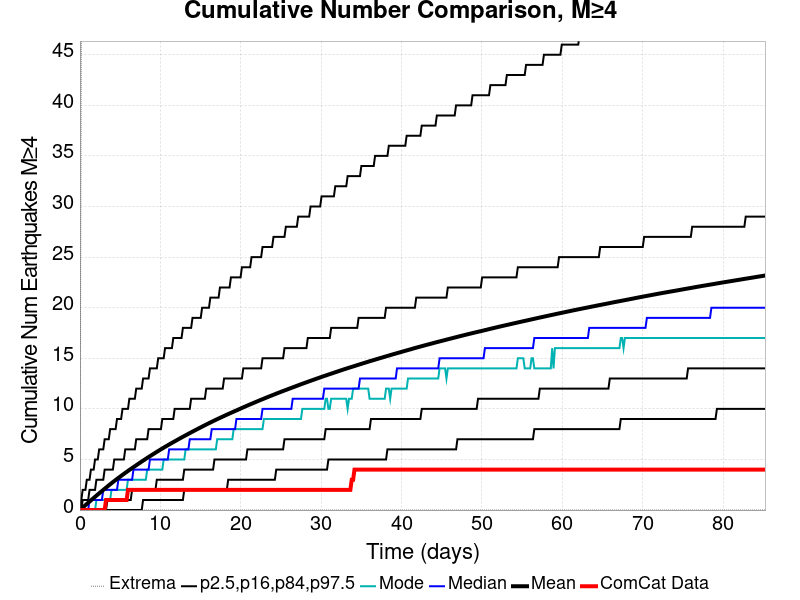 Cumulative Number Comparison, M≥4
Cumulative Num Earthquakes M≥4
45
40
35
30
25
20
15
10
5
0
0 10 20 30 40 50 60 70 80
Time (days)
Extrema p2.5,p16,p84,p97.5 Mode Median Mean ComCat Data